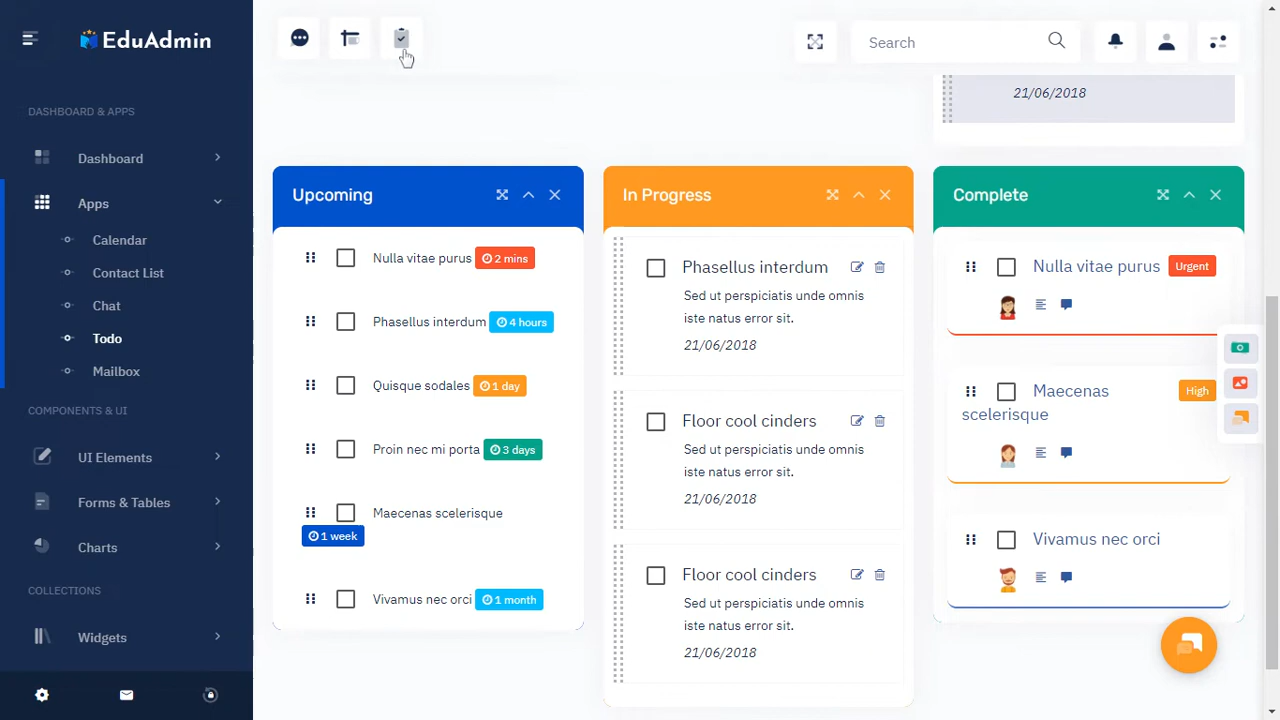 EduAdmin
Search
DASHBOARD & APPS
Dashboard
Apps
Calendar
Contact List
Chat
Todo
Mailbox
COMPONENTS & UI
UI Elements
Forms & Tables
Charts
COLLECTIONS
Widgets
21/06/2018
Upcoming
Nulla vitae purus 2 mins
Phasellus interdum 4 hours
Quisque sodales 1 day
Proin nec mi porta 3 days
Maecenas scelerisque
1 week
Vivamus nec orci 1 month
In Progress
Phasellus interdum
Sed ut perspiciatis unde omnis
iste natus error sit.
21/06/2018
Floor cool cinders
Sed ut perspiciatis unde omnis
iste natus error sit.
21/06/2018
Floor cool cinders
Sed ut perspiciatis unde omnis
iste natus error sit.
21/06/2018
Complete
Nulla vitae purus Urgent
Maecenas High
scelerisque
Vivamus nec orci